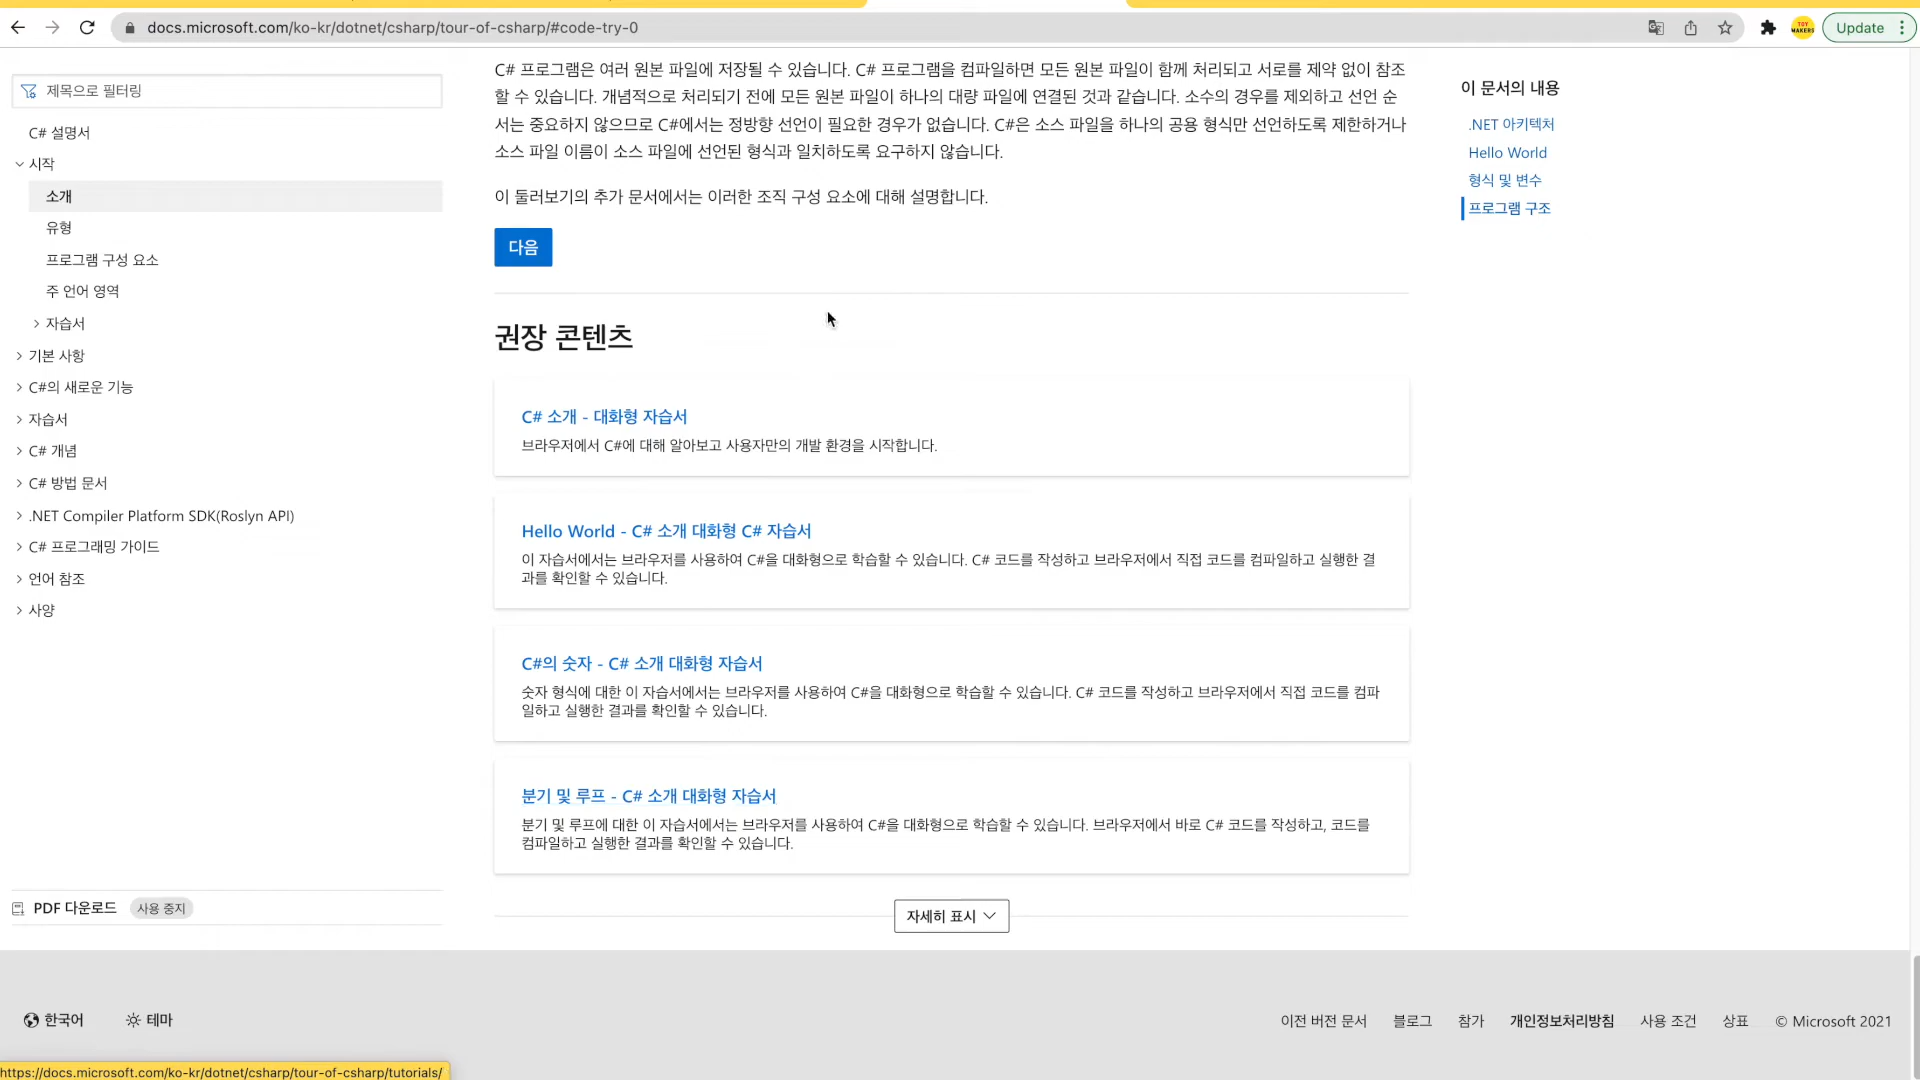 docs.microsoft.com/ko-kr/dotnet/csharp/tour-of-csharp/#code-try-0
TOY
MAKERS
Update
제목으로 필터링
C# 설명서
시작
소개
유형
프로그램 구성 요소
주 언어 영역
자습서
기본 사항
C#의 새로운 기능
자습서
C# 개념
C# 방법 문서
.NET Compiler Platform SDK(Roslyn API)
C# 프로그래밍 가이드
언어 참조
사양
PDF 다운로드
사용 중지
C# 프로그램은 여러 원본 파일에 저장될 수 있습니다. C# 프로그램을 컴파일하면 모든 원본 파일이 함께 처리되고 서로를 제약 없이 참조
할 수 있습니다. 개념적으로 처리되기 전에 모든 원본 파일이 하나의 대량 파일에 연결된 것과 같습니다. 소수의 경우를 제외하고 선언 순
서는 중요하지 않으므로 C#에서는 정방향 선언이 필요한 경우가 없습니다. C#은 소스 파일을 하나의 공용 형식만 선언하도록 제한하거나
소스 파일 이름이 소스 파일에 선언된 형식과 일치하도록 요구하지 않습니다.
이 둘러보기의 추가 문서에서는 이러한 조직 구성 요소에 대해 설명합니다.
다음
권장 콘텐츠
C# 소개 - 대화형 자습서
브라우저에서 C#에 대해 알아보고 사용자만의 개발 환경을 시작합니다.
Hello World - C# 소개 대화형 C# 자습서
이 자습서에서는 브라우저를 사용하여 C#을 대화형으로 학습할 수 있습니다. C# 코드를 작성하고 브라우저에서 직접 코드를 컴파일하고 실행한 결
과를 확인할 수 있습니다.
C#의 숫자 - C# 소개 대화형 자습서
숫자 형식에 대한 이 자습서에서는 브라우저를 사용하여 C#을 대화형으로 학습할 수 있습니다. C# 코드를 작성하고 브라우저에서 직접 코드를 컴파
일하고 실행한 결과를 확인할 수 있습니다.
분기 및 루프 - C# 소개 대화형 자습서
분기 및 루프에 대한 이 자습서에서는 브라우저를 사용하여 C#을 대화형으로 학습할 수 있습니다. 브라우저에서 바로 C# 코드를 작성하고, 코드를
컴파일하고 실행한 결과를 확인할 수 있습니다.
자세히 표시
이 문서의 내용
.NET 아키텍처
Hello World
형식 및 변수
프로그램 구조
한국어
테마
이전 버전 문서
블로그
참가
개인정보처리방침
사용 조건
상표
© Microsoft 2021
https://docs.microsoft.com/ko-kr/dotnet/csharp/tour-of-csharp/tutorials/